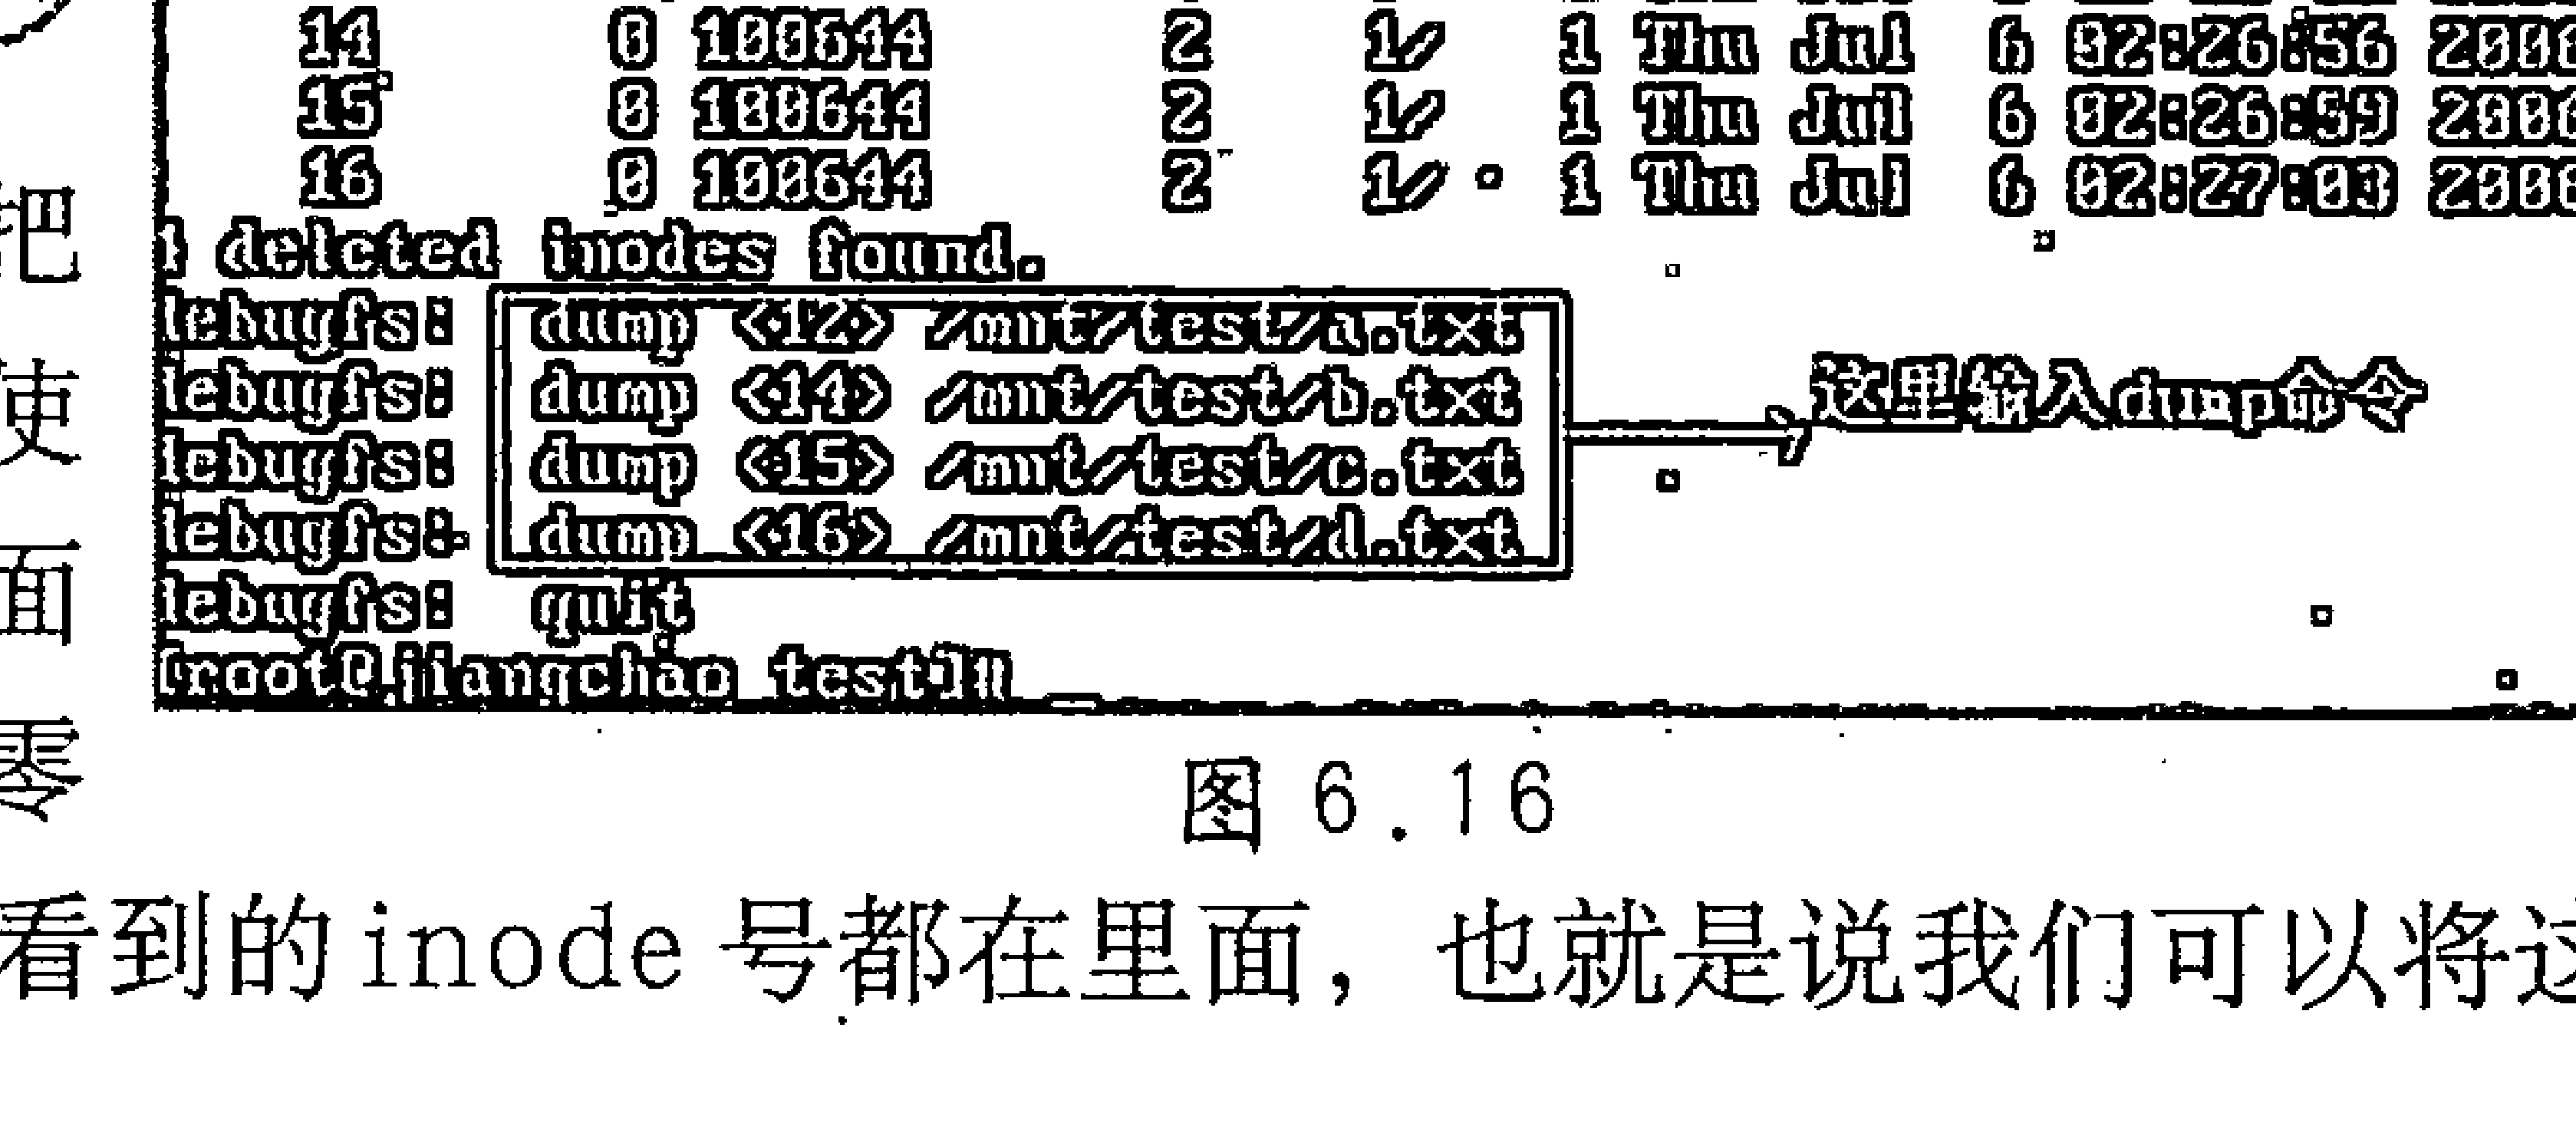 14 0 100644 2 1/ 1 Thu Jul 6 02:26:56 2006
15 0 100644 2 1/ 1 Thu Jul 6 02:26:59 2006
16 0 100644 2 1/ 1 Thu Jul 6 02:27:03 2006
deleted inodes found.
debugfs: dump <12> /mnt/test/a.txt
debugfs: dump <14> /mnt/test/b.txt
这里输入dump命令
debugfs: dump <15> /mnt/test/c.txt
debugfs: dump <16> /mnt/test/d.txt
debugfs: quit
[root@jiangchao test]#
把
使
面
零
图 6.16
看到的inode号都在里面，也就是说我们可以将这